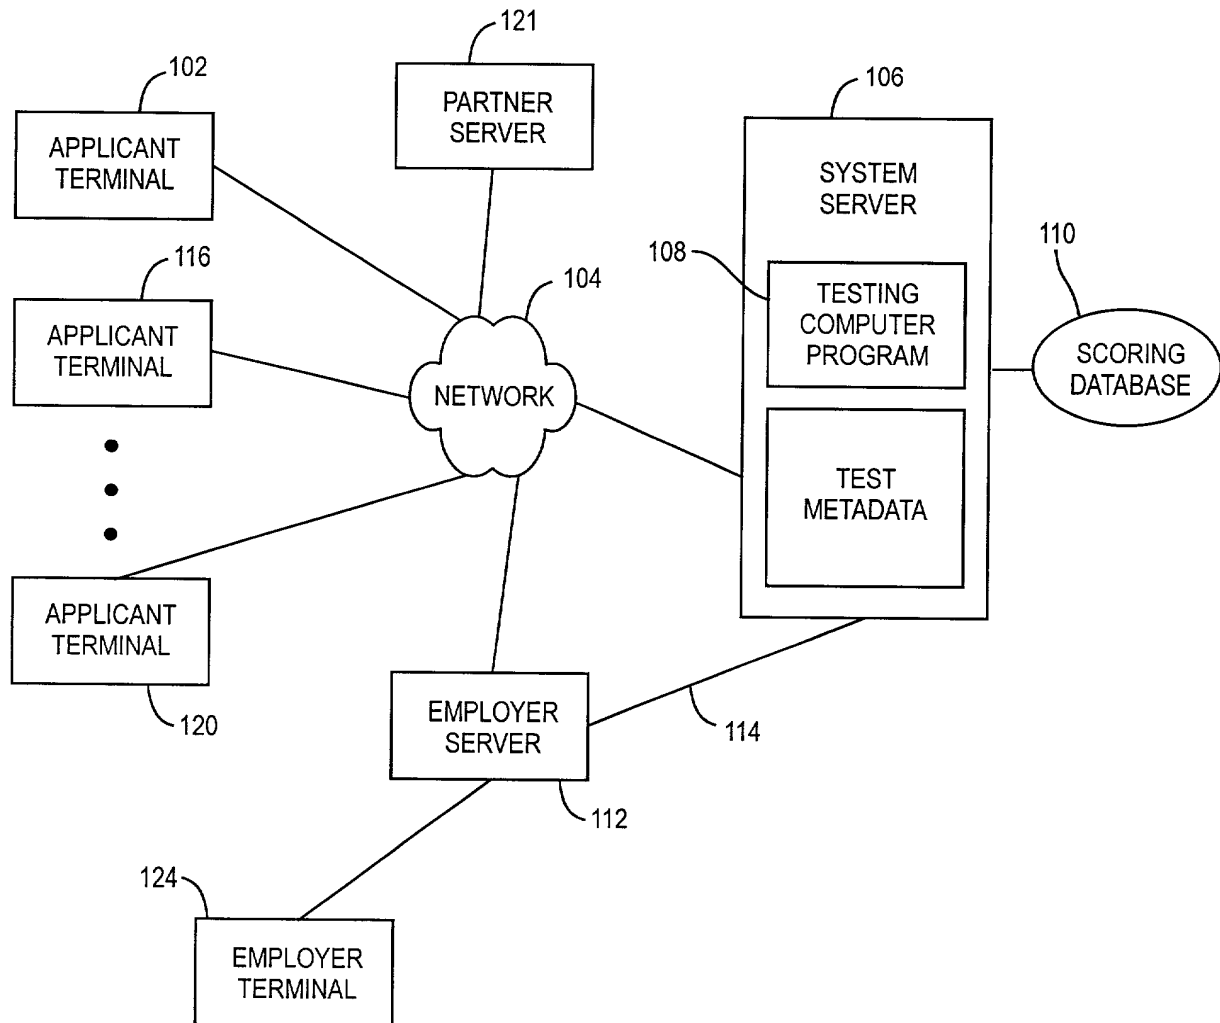 121
102
106
PARTNER
SERVER
APPLICANT
TERMINAL
SYSTEM
SERVER
116
108
110
104
TESTING
COMPUTER
PROGRAM
APPLICANT
TERMINAL
SCORING
DATABASE
NETWORK
TEST
METADATA
APPLICANT
TERMINAL
120
EMPLOYER
SERVER
114
112
124
EMPLOYER
TERMINAL